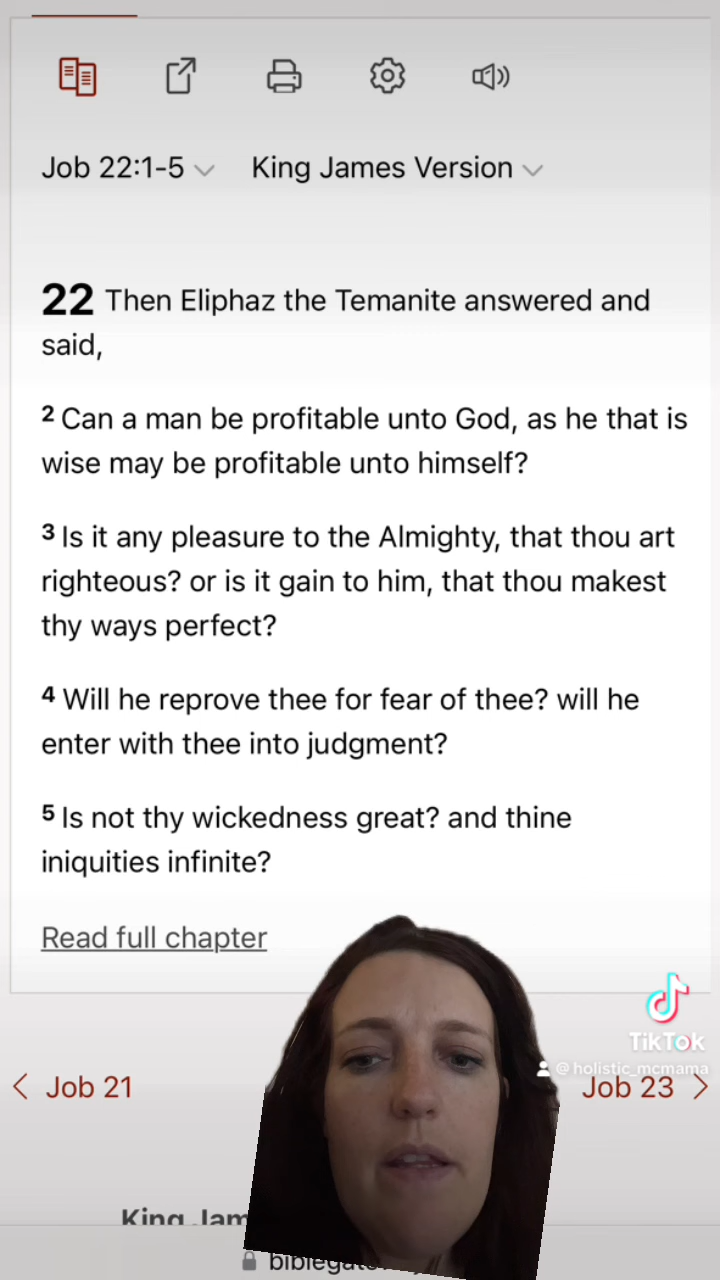 Job 22:1-5 King James Version
22 Then Eliphaz the Temanite answered and
said,
2 Can a man be profitable unto God, as he that is
wise may be profitable unto himself?
3 Is it any pleasure to the Almighty, that thou art
righteous? or is it gain to him, that thou makest
thy ways perfect?
4 Will he reprove thee for fear of thee? will he
enter with thee into judgment?
5 Is not thy wickedness great? and thine
iniquities infinite?
Read full chapter
TikTok
@holistic_mcmama
Job 21
Job 23
King